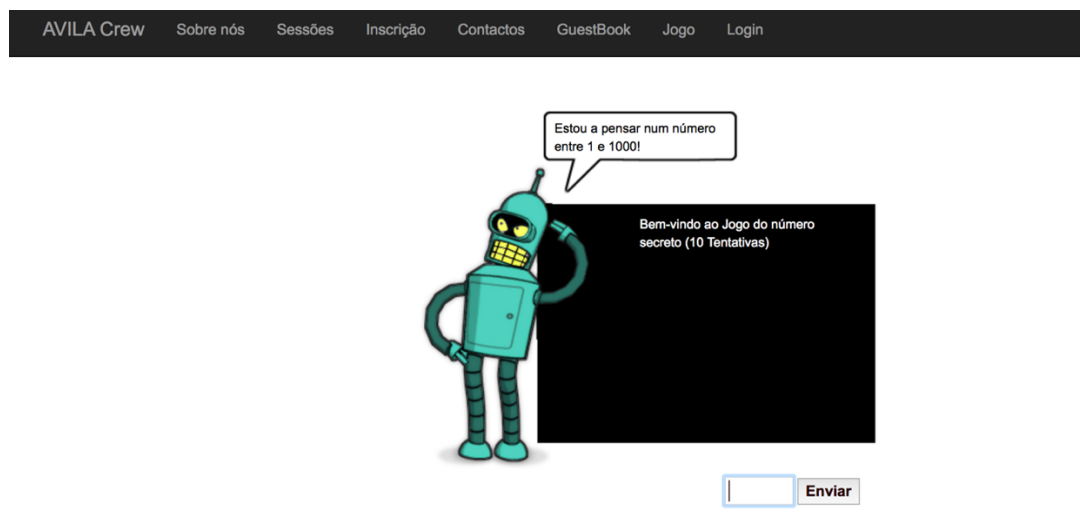 AVILA Crew Sobre nós Sessões Inscrição Contactos GuestBook Jogo Login
Estou a pensar num número
entre 1 e 1000!
Bem-vindo ao Jogo do número
secreto (10 Tentativas)
Enviar